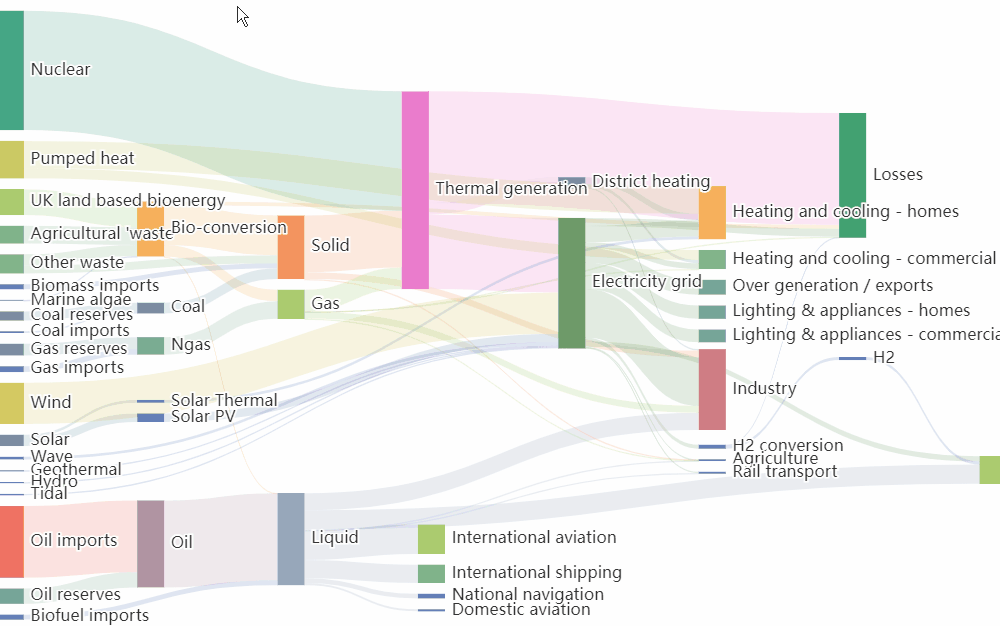 Nuclear
Pumped heat
UK land based bioenergy
Agricultural 'waste'
Other waste
Biomass imports
Marine algae
Coal reserves
Coal imports
Gas reserves
Gas imports
Wind
Solar
Wave
Geothermal
Hydro
Tidal
Oil imports
Oil reserves
Biofuel imports
Bio-conversion
Coal
Ngas
Solar Thermal
Solar PV
Oil
Solid
Gas
Liquid
Thermal generation
International aviation
International shipping
National navigation
Domestic aviation
District heating
Electricity grid
Heating and cooling - homes
Heating and cooling - commercial
Over generation / exports
Lighting & appliances - homes
Lighting & appliances - commercia
Industry
H2 conversion
Agriculture
Rail transport
Losses
H2